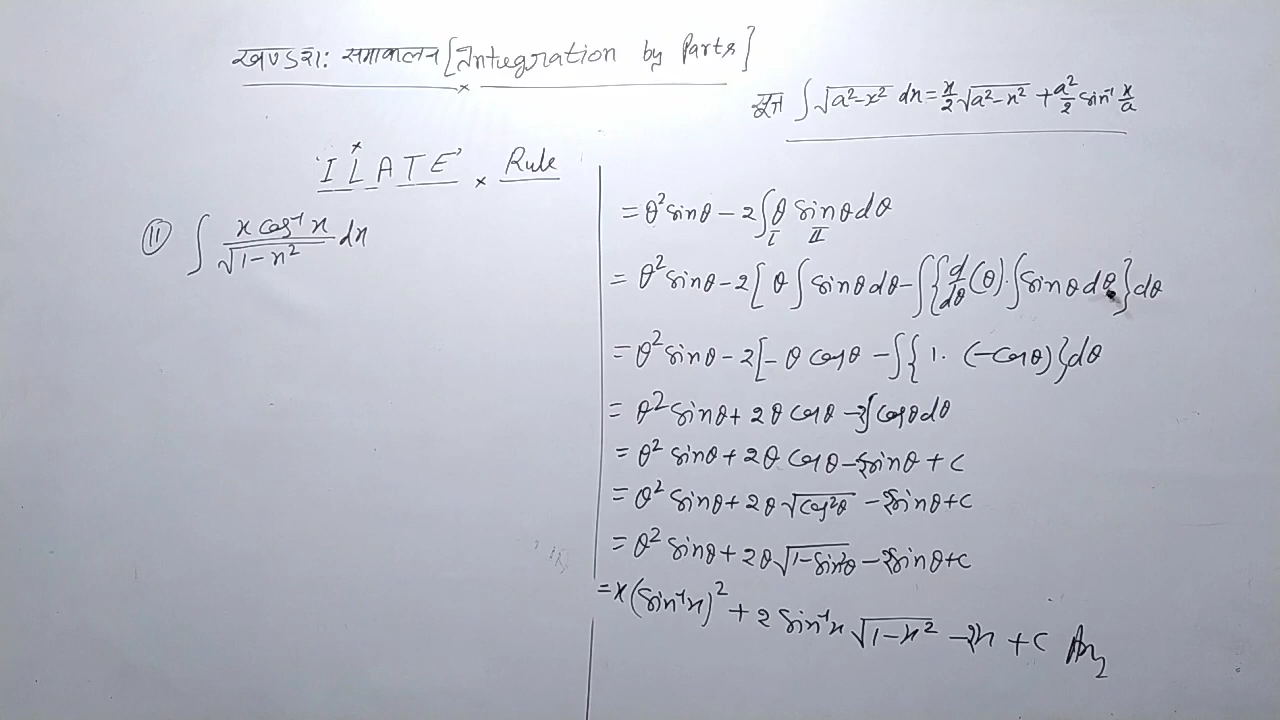 खण्डशः समाकलन [Integration by Parts]
सूत्र ∫√(a²-x²) dx = x/2 √(a²-x²) + a²/2 sin⁻¹ x/a
'ILATE' Rule
⑪ ∫ (x cos⁻¹ x)/√(1-x²) dx
= θ² sinθ - 2∫θ sinθ dθ
I II
= θ² sinθ - 2[θ∫sinθ dθ - ∫{d/dθ (θ).∫sinθ dθ}dθ
= θ² sinθ - 2[-θ cosθ - ∫{1. (-cosθ)}dθ
= θ² sinθ + 2θ cosθ - 2∫cosθ dθ
= θ² sinθ + 2θ cosθ - 2sinθ + c
= θ² sinθ + 2θ √(cos²θ) - 2sinθ + c
= θ² sinθ + 2θ √(1-sin²θ) - 2sinθ + c
= x(sin⁻¹x)² + 2 sin⁻¹x √(1-x²) - 2x + c Ans